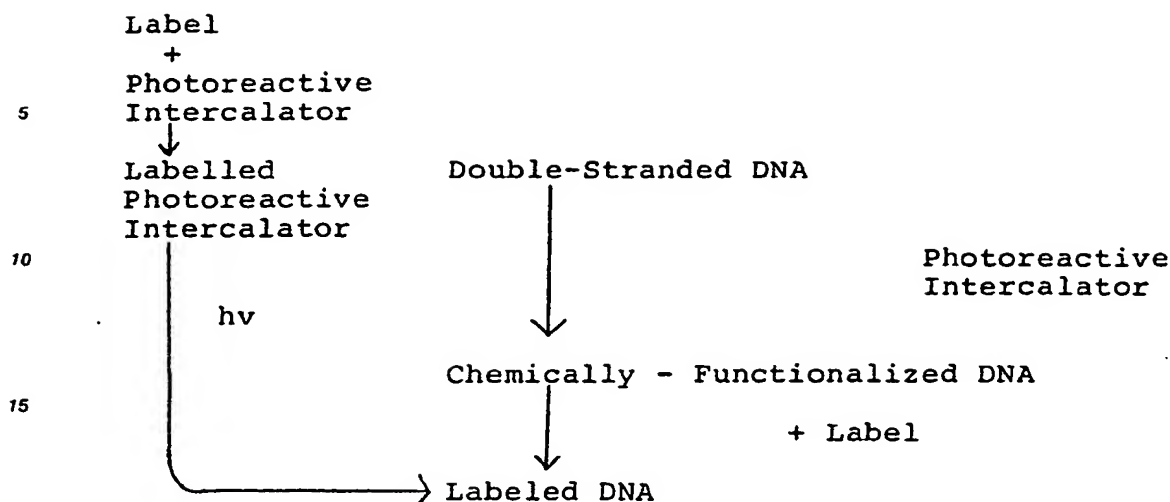 Label
+
Photoreactive
5 Intercalator
Labelled Double-Stranded DNA
Photoreactive
Intercalator
10 Photoreactive
Intercalator
hv
Chemically - Functionalized DNA
15
+ Label
Labeled DNA